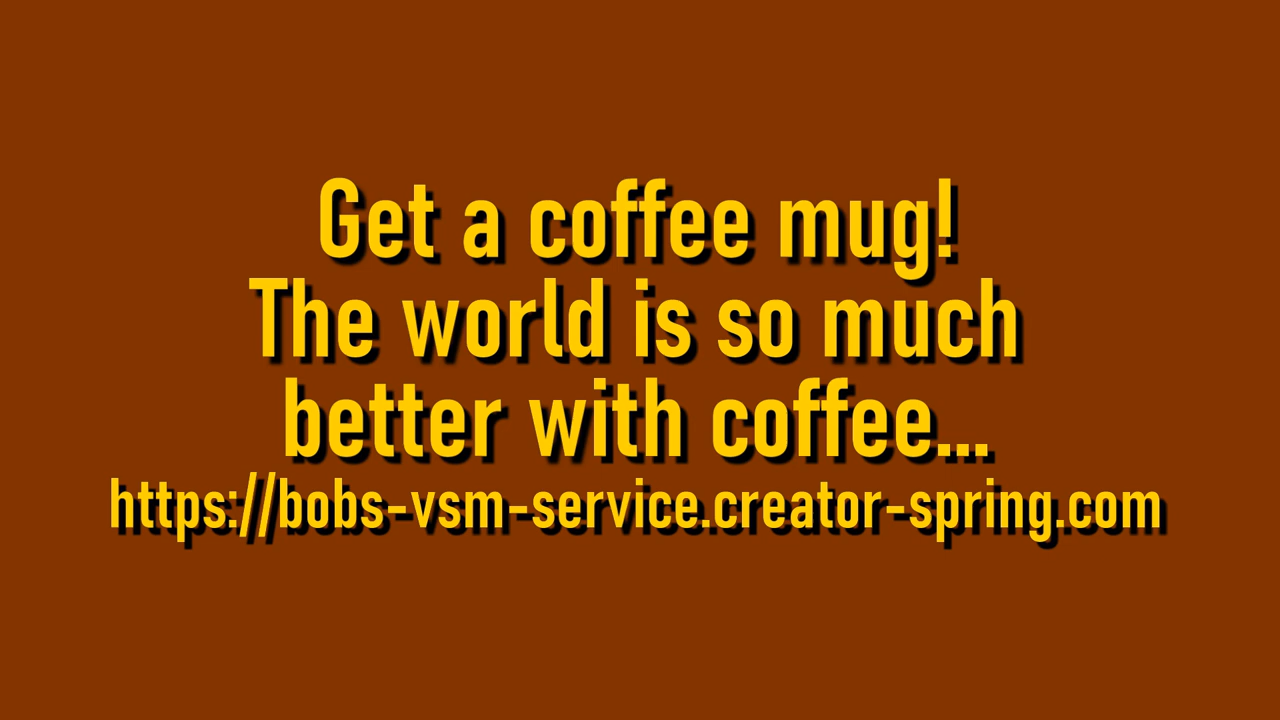 Get a coffee mug!
The world is so much
better with coffee...
https://bobs-vsm-service.creator-spring.com